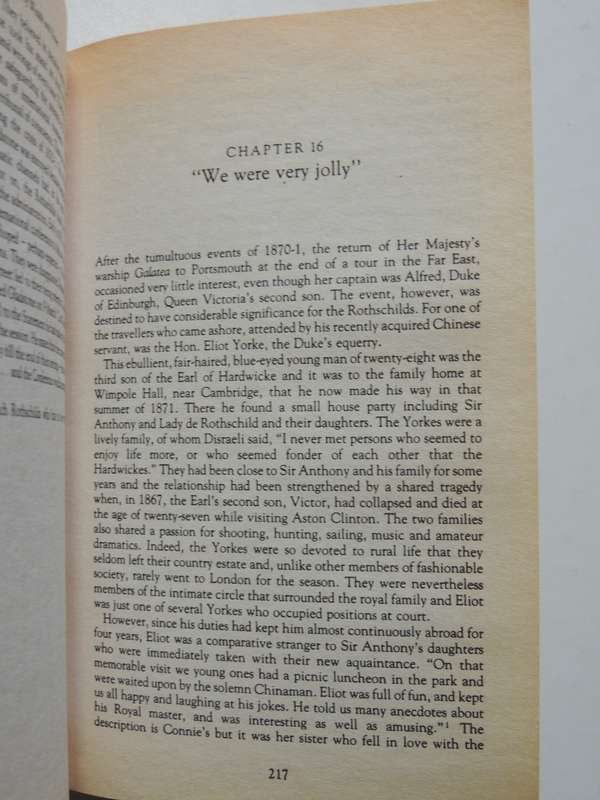 CHAPTER 16
"We were very jolly"
After the tumultuous events of 1870-1, the return of Her Majesty's
warship Galatea to Portsmouth at the end of a tour in the Far East,
occasioned very little interest, even though her captain was Alfred, Duke
of Edinburgh, Queen Victoria's second son. The event, however, was
destined to have considerable significance for the Rothschilds. For one of
the travellers who came ashore, attended by his recently acquired Chinese
servant, was the Hon. Eliot Yorke, the Duke's equerry.
This ebullient, fair-haired, blue-eyed young man of twenty-eight was the
third son of the Earl of Hardwicke and it was to the family home at
Wimpole Hall, near Cambridge, that he now made his way in that
summer of 1871. There he found a small house party including Sir
Anthony and Lady de Rothschild and their daughters. The Yorkes were a
lively family, of whom Disraeli said, "I never met persons who seemed to
enjoy life more, or who seemed fonder of each other that the
Hardwickes." They had been close to Sir Anthony and his family for some
years and the relationship had been strengthened by a shared tragedy
when, in 1867, the Earl's second son, Victor, had collapsed and died at
the age of twenty-seven while visiting Aston Clinton. The two families
also shared a passion for shooting, hunting, sailing, music and amateur
dramatics. Indeed, the Yorkes were so devoted to rural life that they
seldom left their country estate and, unlike other members of fashionable
society, rarely went to London for the season. They were nevertheless
members of the intimate circle that surrounded the royal family and Eliot
was just one of several Yorkes who occupied positions at court.
However, since his duties had kept him almost continuously abroad for
four years, Eliot was a comparative stranger to Sir Anthony's daughters
who were immediately taken with their new aquaintance. "On that
memorable visit we young ones had a picnic luncheon in the park and
were waited upon by the solemn Chinaman. Eliot was full of fun, and kept
us all happy and laughing at his jokes. He told us many anecdotes about
his Royal master, and was interesting as well as amusing."¹ The
description is Connie's but it was her sister who fell in love with the
217